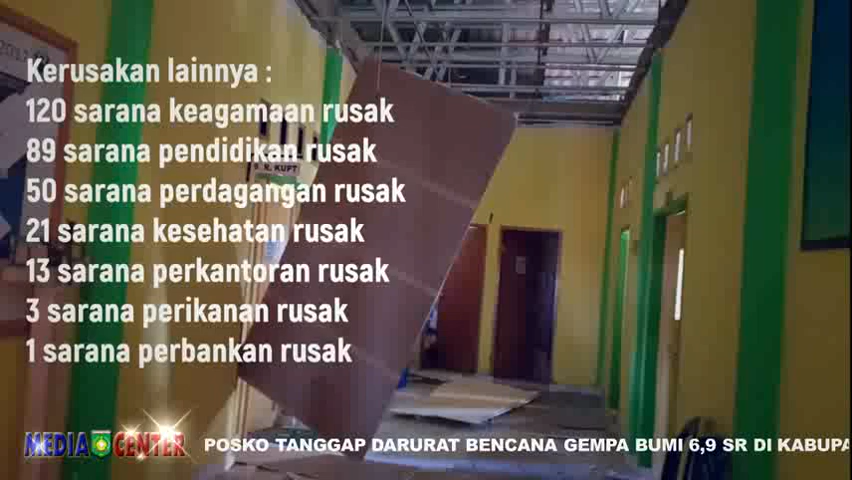 2017
Kerusakan lainnya :
120 sarana keagamaan rusak
89 sarana pendidikan rusak
R. KUPT
50 sarana perdagangan rusak
21 sarana kesehatan rusak
13 sarana perkantoran rusak
3 sarana perikanan rusak
1 sarana perbankan rusak
MEDIA CENTER
POSKO TANGGAP DARURAT BENCANA GEMPA BUMI 6,9 SR DI KABUPA